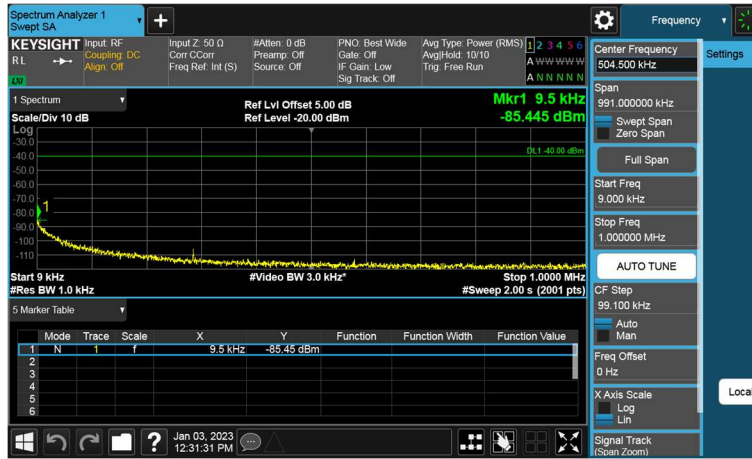 Spectrum Analyzer 1
Swept SA
Frequency
KEYSIGHT
RL
LXI
Input: RF
Coupling: DC
Align: Off
Input Z: 50 Ω
Corr CCorr
Freq Ref: Int (S)
#Atten: 0 dB
Preamp: Off
Source: Off
PNO: Best Wide
Gate: Off
IF Gain: Low
Sig Track: Off
Avg Type: Power (RMS)
Avg|Hold: 10/10
Trig: Free Run
1 2 3 4 5 6
A W W W W W
A N N N N N
1 Spectrum
Scale/Div 10 dB
Ref Lvl Offset 5.00 dB
Ref Level -20.00 dBm
Mkr1 9.5 kHz
-85.445 dBm
Log
-30.0
-40.0
-50.0
-60.0
-70.0
-80.0
-90.0
-100
-110
DL1 -40.00 dBm
1
Start 9 kHz
#Res BW 1.0 kHz
#Video BW 3.0 kHz*
Stop 1.0000 MHz
#Sweep 2.00 s (2001 pts)
5 Marker Table
Mode Trace Scale X Y Function Function Width Function Value
1 N 1 f 9.5 kHz -85.45 dBm
2
3
4
5
6
Jan 03, 2023
12:31:31 PM
Center Frequency
504.500 kHz
Settings
Span
991.000000 kHz
Swept Span
Zero Span
Full Span
Start Freq
9.000 kHz
Stop Freq
1.000000 MHz
AUTO TUNE
CF Step
99.100 kHz
Auto
Man
Freq Offset
0 Hz
X Axis Scale
Log
Lin
Local
Signal Track
(Span Zoom)